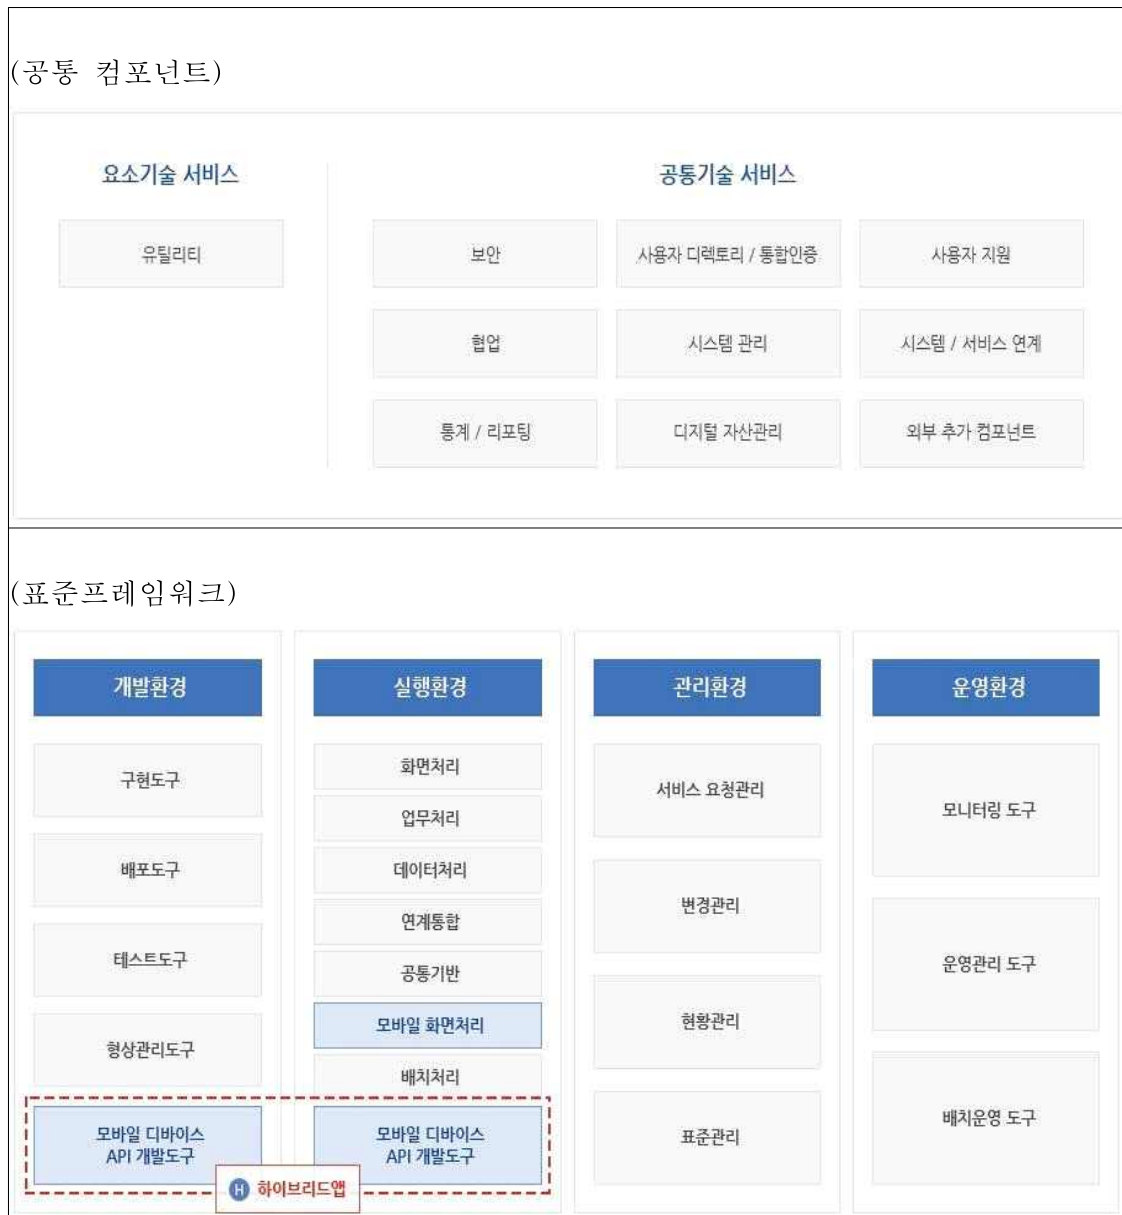 (공통 컴포넌트)
요소기술 서비스
공통기술 서비스
유틸리티
보안
사용자 디렉토리 / 통합인증
사용자 지원
협업
시스템 관리
시스템 / 서비스 연계
통계 / 리포팅
디지털 자산관리
외부 추가 컴포넌트
(표준프레임워크)
개발환경
구현도구
배포도구
테스트도구
형상관리도구
모바일 디바이스
API 개발도구
실행환경
화면처리
업무처리
데이터처리
연계통합
공통기반
모바일 화면처리
배치처리
모바일 디바이스
API 개발도구
H 하이브리드앱
관리환경
서비스 요청관리
변경관리
현황관리
표준관리
운영환경
모니터링 도구
운영관리 도구
배치운영 도구